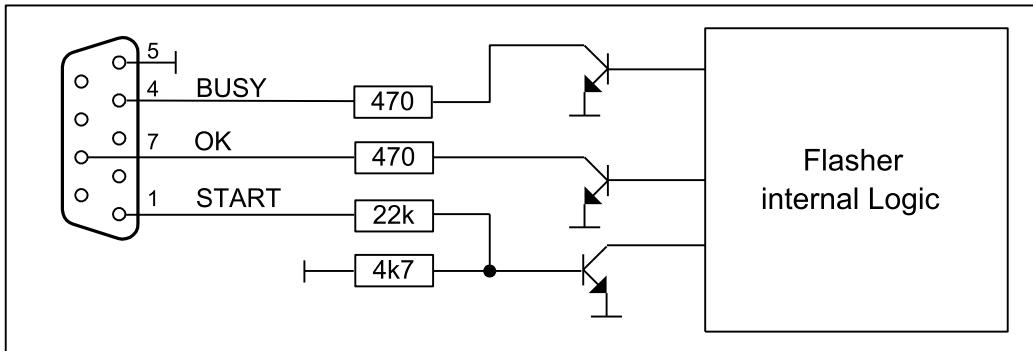 5
4 BUSY 470
7 OK 470
1 START 22k
4k7
Flasher
internal Logic